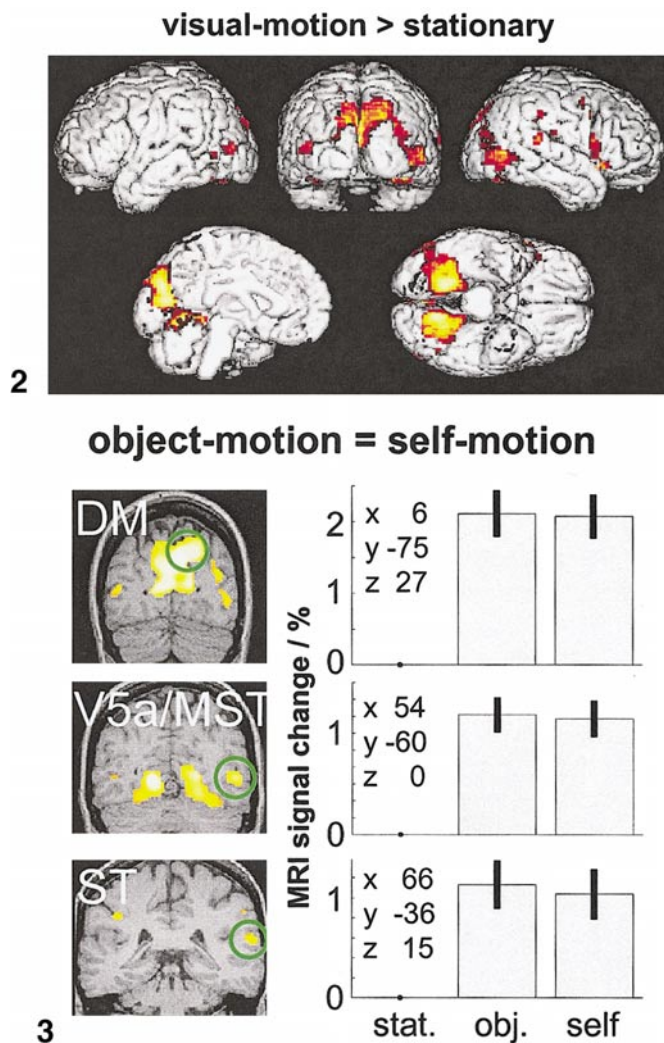 visual-motion > stationary
2
object-motion = self-motion
DM
MRI signal change / %
2
1
0
x 6
y -75
z 27
V5a/MST
1
0
x 54
y -60
z 0
ST
1
0
x 66
y -36
z 15
stat. obj. self
3